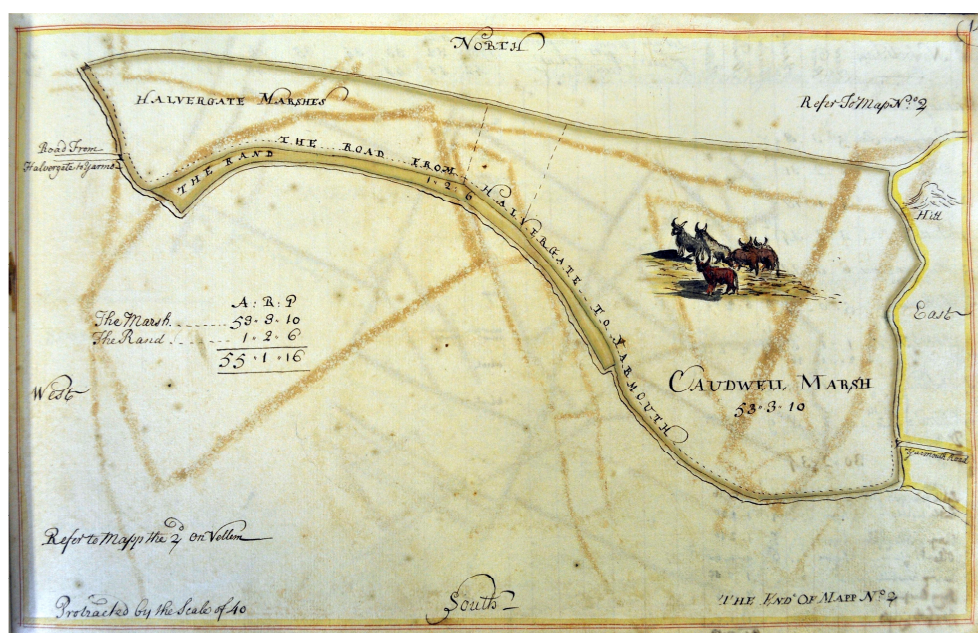 NORTH
HALVERGATE MARSHES
Refer To Map N.º 2
Road From
Halvergate to Yarmo
THE RAND
1 · 2 · 6
THE ROAD FROM HALVERGATE TO YARMOUTH
Hill
A : R : P
The Marsh 53 · 3 · 10
The Rand 1 · 2 · 6
55 · 1 · 16
East
West
CAUDWELL MARSH
53 · 3 · 10
Yarmouth Road
Refer to Mapp the 2d on Vellem
Protracted by the Scale of 40
South
THE END OF MAPP Nº 2